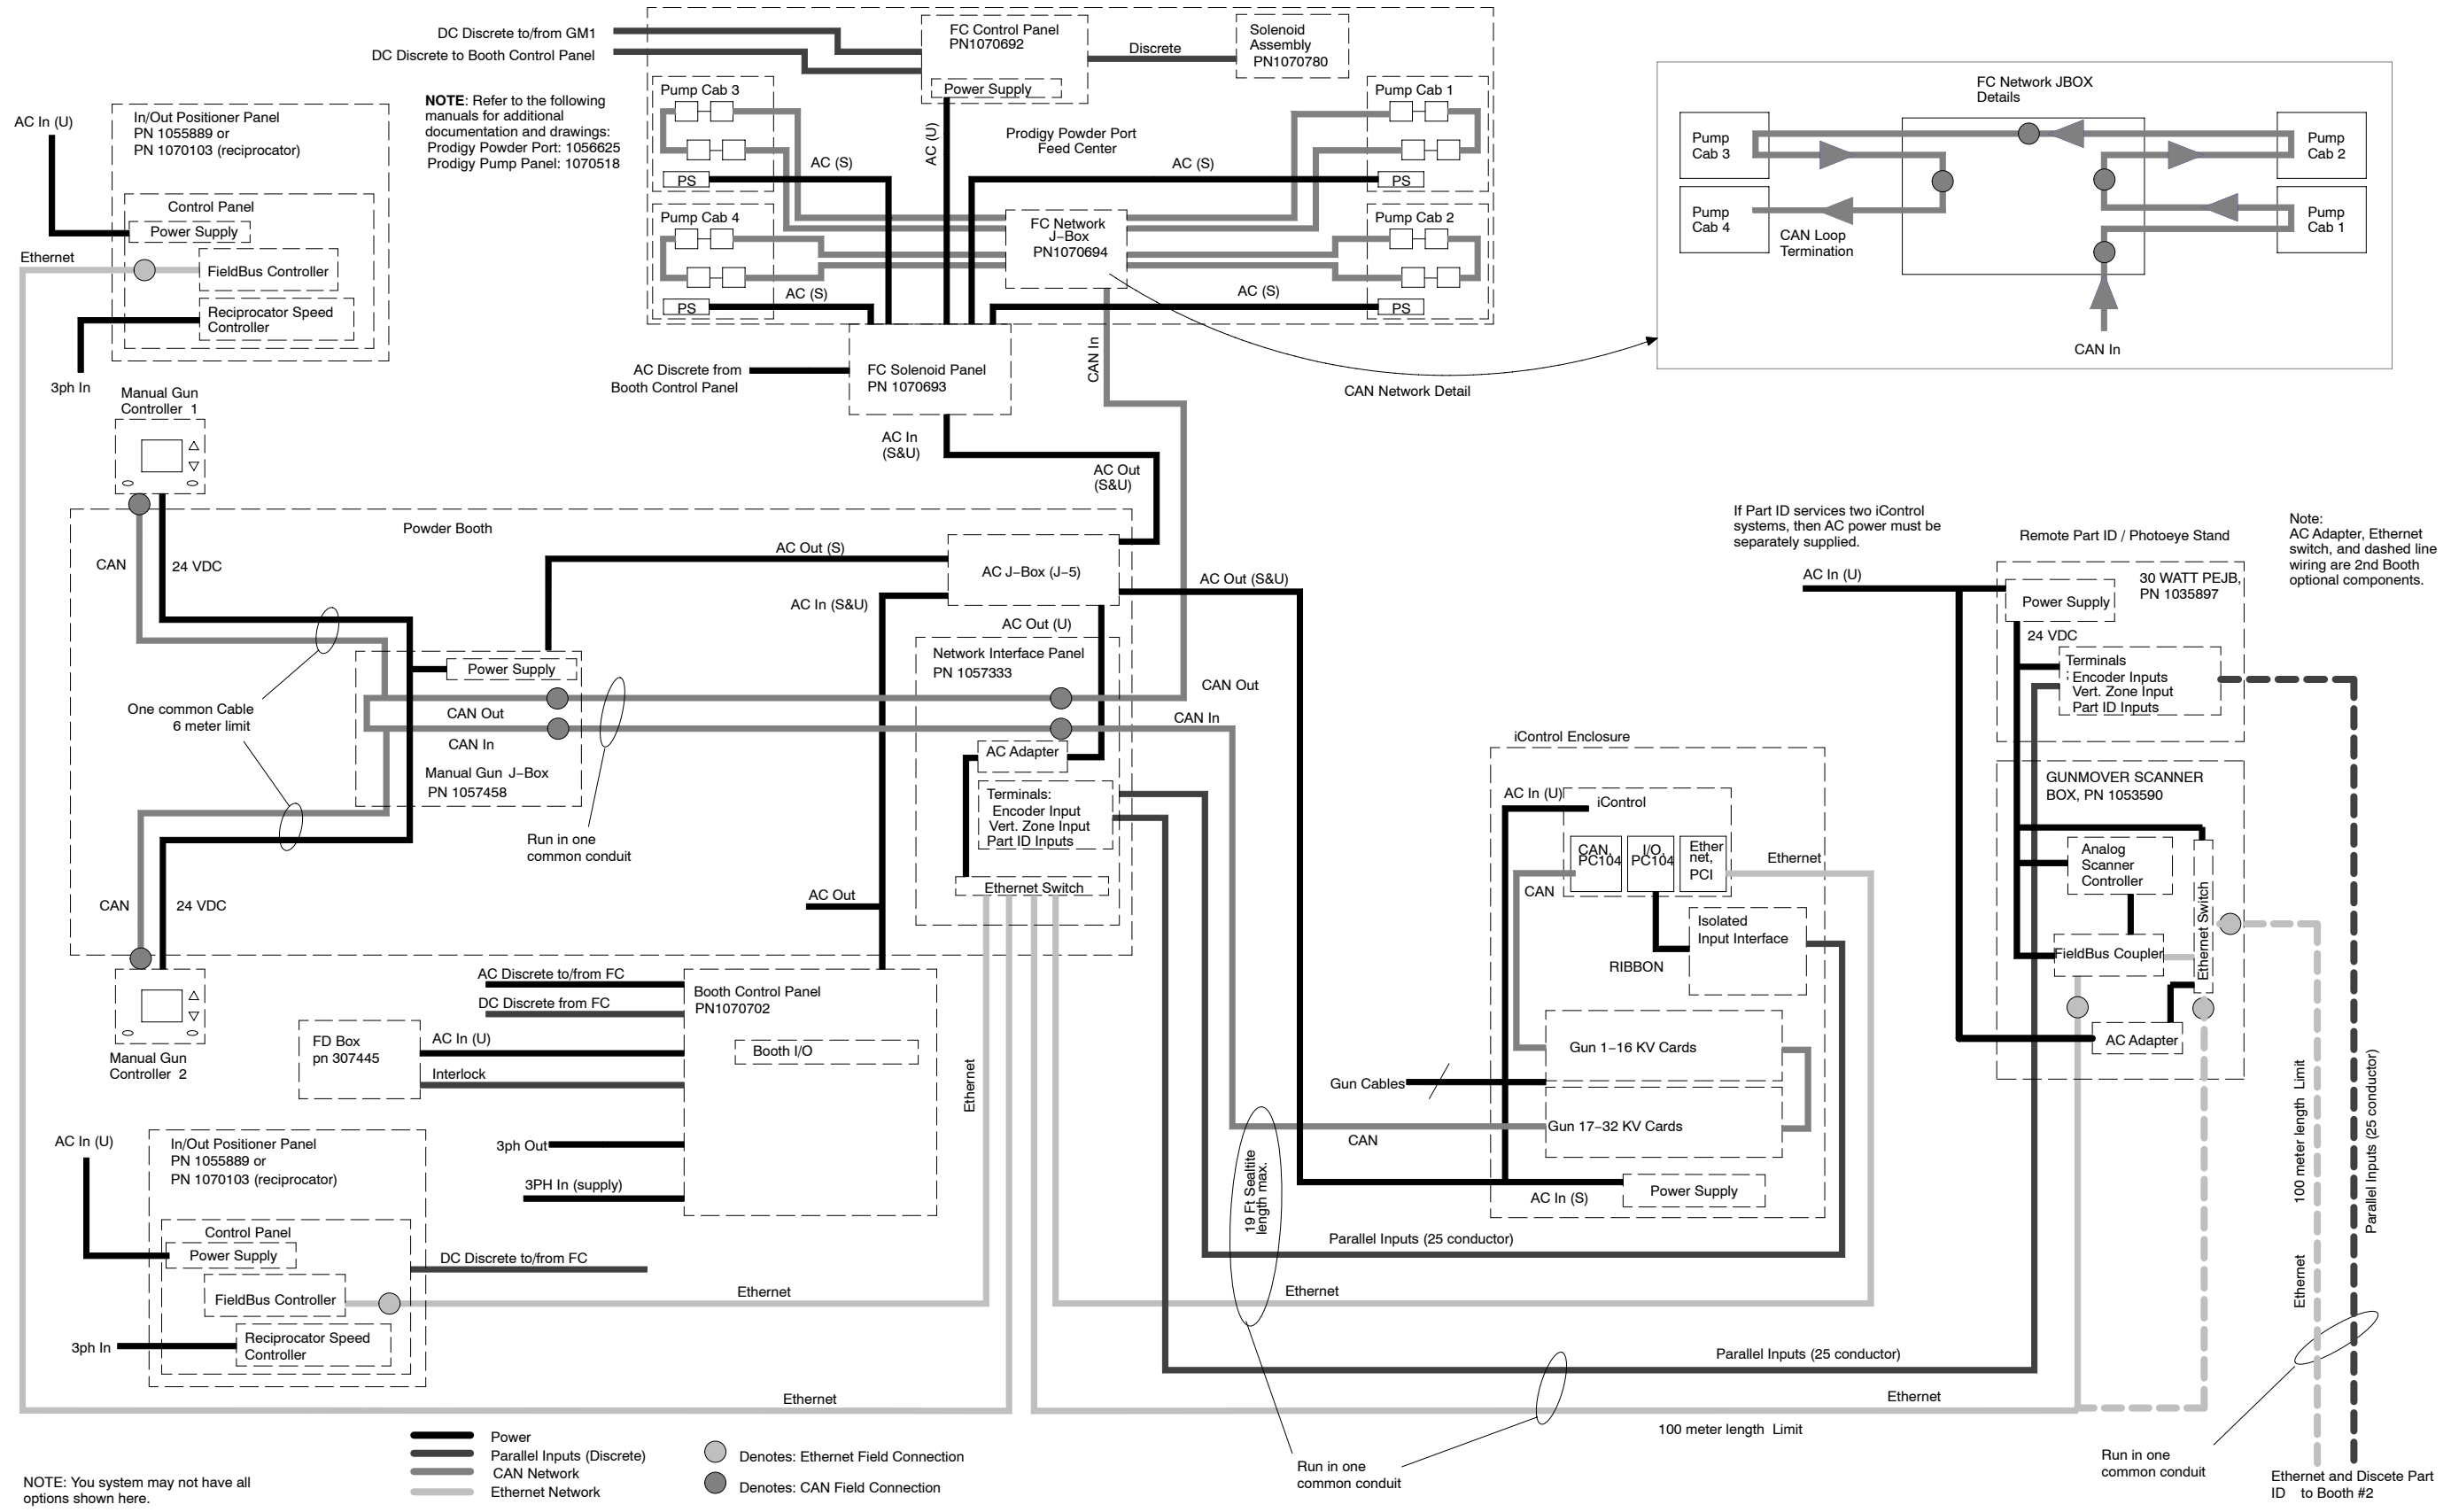 DC Discrete to/from GM1
DC Discrete to Booth Control Panel
FC Control Panel
PN1070692
Power Supply
Discrete
Solenoid
Assembly
PN1070780
NOTE: Refer to the following
manuals for additional
documentation and drawings:
Prodigy Powder Port: 1056625
Prodigy Pump Panel: 1070518
Pump Cab 3
PS
AC (S)
AC (U)
Prodigy Powder Port
Feed Center
AC (S)
Pump Cab 1
PS
Pump Cab 4
PS
AC (S)
FC Network
J–Box
PN1070694
AC (S)
Pump Cab 2
PS
FC Network JBOX
Details
Pump
Cab 3
Pump
Cab 2
Pump
Cab 4
Pump
Cab 1
CAN Loop
Termination
CAN In
CAN Network Detail
AC In (U)
In/Out Positioner Panel
PN 1055889 or
PN 1070103 (reciprocator)
Control Panel
Power Supply
Ethernet
FieldBus Controller
Reciprocator Speed
Controller
3ph In
AC Discrete from
Booth Control Panel
FC Solenoid Panel
PN 1070693
CAN In
AC In
(S&U)
AC Out
(S&U)
Manual Gun
Controller 1
Powder Booth
CAN
24 VDC
AC Out (S)
AC J–Box (J–5)
AC Out (S&U)
AC In (S&U)
AC Out (U)
Network Interface Panel
PN 1057333
Power Supply
CAN Out
CAN Out
CAN In
CAN In
One common Cable
6 meter limit
Manual Gun J–Box
PN 1057458
AC Adapter
Terminals:
Encoder Input
Vert. Zone Input
Part ID Inputs
Run in one
common conduit
Ethernet Switch
AC Out
CAN
24 VDC
Manual Gun
Controller 2
AC Discrete to/from FC
DC Discrete from FC
Booth Control Panel
PN1070702
Booth I/O
FD Box
pn 307445
AC In (U)
Interlock
3ph Out
3PH In (supply)
Ethernet
AC In (U)
In/Out Positioner Panel
PN 1055889 or
PN 1070103 (reciprocator)
Control Panel
Power Supply
DC Discrete to/from FC
FieldBus Controller
Ethernet
Reciprocator Speed
Controller
3ph In
Ethernet
iControl Enclosure
AC In (U)
iControl
CAN,
PC104
I/O,
PC104
Ether
net,
PCI
Ethernet
CAN
Isolated
Input Interface
RIBBON
Gun 1–16 KV Cards
Gun Cables
Gun 17–32 KV Cards
CAN
Power Supply
AC In (S)
19 Ft Sealtite
length max.
Parallel Inputs (25 conductor)
Ethernet
Parallel Inputs (25 conductor)
Ethernet
100 meter length Limit
Run in one
common conduit
If Part ID services two iControl
systems, then AC power must be
separately supplied.
AC In (U)
Remote Part ID / Photoeye Stand
Note:
AC Adapter, Ethernet
switch, and dashed line
wiring are 2nd Booth
optional components.
30 WATT PEJB,
PN 1035897
Power Supply
24 VDC
Terminals
: Encoder Inputs
Vert. Zone Input
Part ID Inputs
GUNMOVER SCANNER
BOX, PN 1053590
Analog
Scanner
Controller
Ethernet Switch
FieldBus Coupler
AC Adapter
Ethernet
100 meter length Limit
Parallel Inputs (25 conductor)
Run in one
common conduit
Ethernet and Discete Part
ID to Booth #2
Power
Parallel Inputs (Discrete)
CAN Network
Ethernet Network
Denotes: Ethernet Field Connection
Denotes: CAN Field Connection
NOTE: You system may not have all
options shown here.